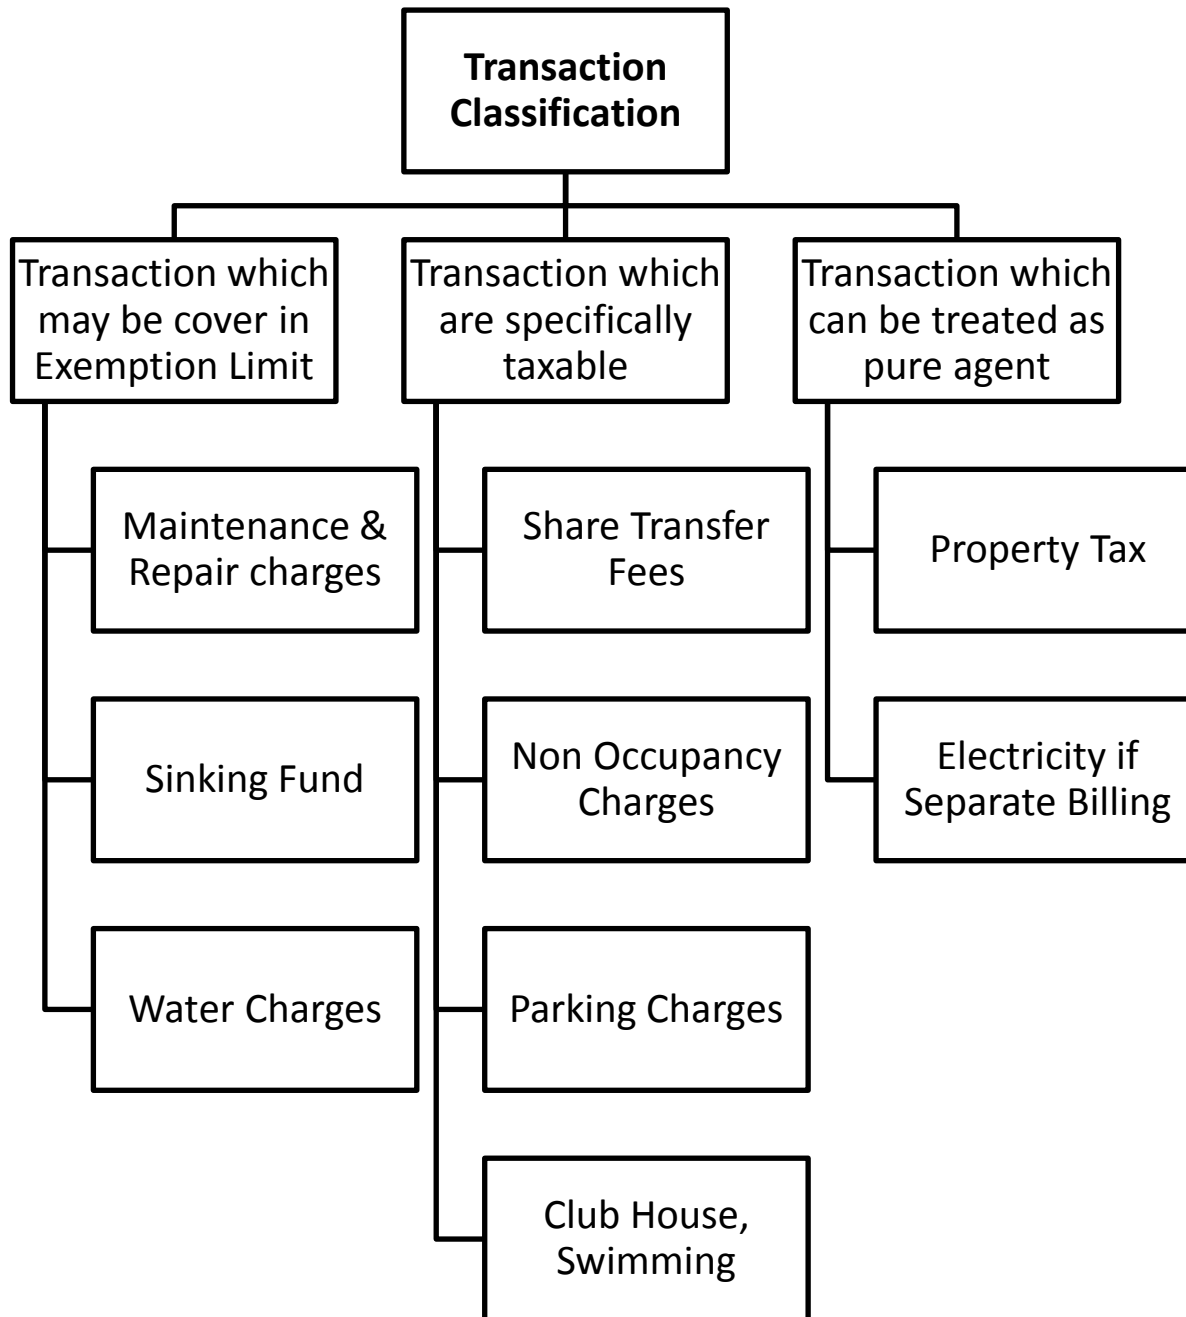 Transaction
Classification
Transaction which
may be cover in
Exemption Limit
Transaction which
are specifically
taxable
Transaction which
can be treated as
pure agent
Maintenance &
Repair charges
Sinking Fund
Water Charges
Share Transfer
Fees
Non Occupancy
Charges
Parking Charges
Club House,
Swimming
Property Tax
Electricity if
Separate Billing